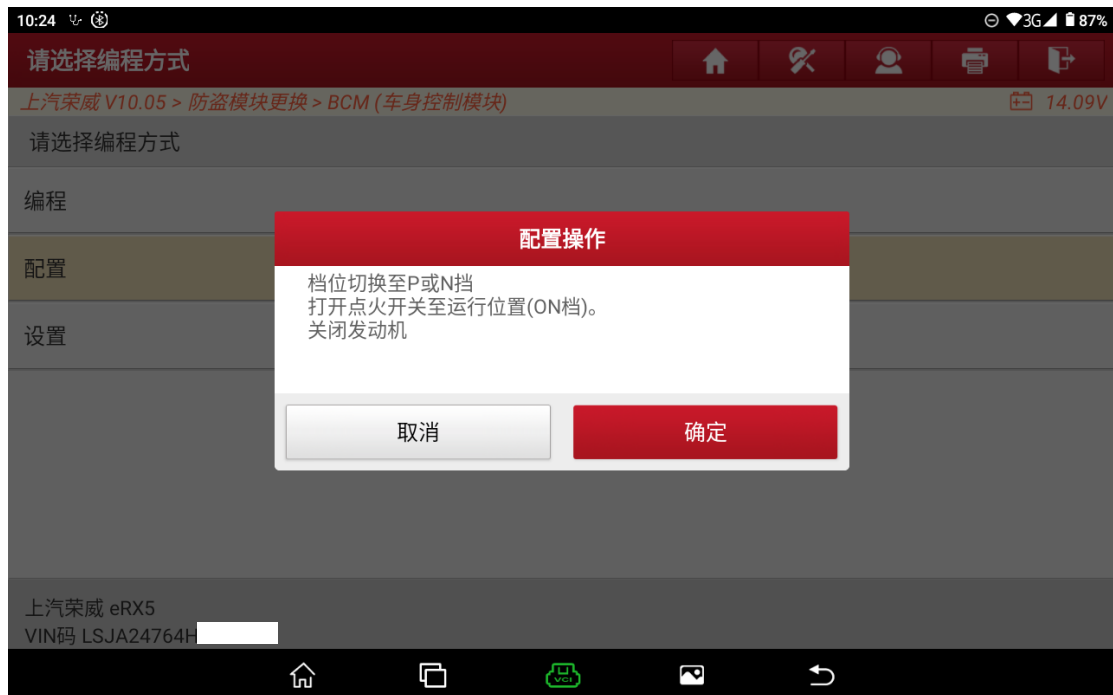 10:24
3G 87%
请选择编程方式
上汽荣威 V10.05 > 防盗模块更换 > BCM (车身控制模块)
14.09V
请选择编程方式
编程
配置
设置
配置操作
档位切换至P或N挡
打开点火开关至运行位置(ON档)。
关闭发动机
取消
确定
上汽荣威 eRX5
VIN码 LSJA24764H
VCI